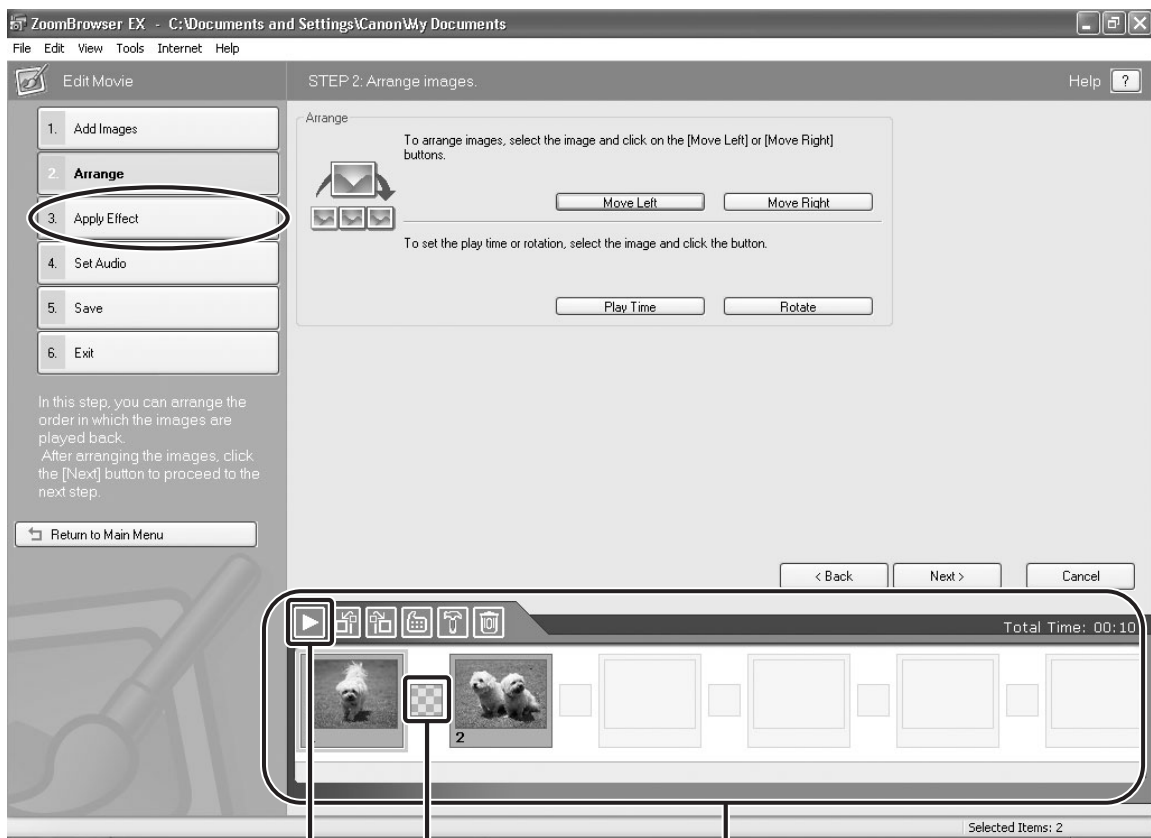 ZoomBrowser EX - C:\Documents and Settings\Canon\My Documents
File Edit View Tools Internet Help
Edit Movie
STEP 2: Arrange images.
Help ?
1. Add Images
2. Arrange
3. Apply Effect
4. Set Audio
5. Save
6. Exit
In this step, you can arrange the
order in which the images are
played back.
After arranging the images, click
the [Next] button to proceed to the
next step.
Return to Main Menu
Arrange
To arrange images, select the image and click on the [Move Left] or [Move Right]
buttons.
Move Left Move Right
To set the play time or rotation, select the image and click the button.
Play Time Rotate
< Back Next > Cancel
Total Time: 00:10
2
Selected Items: 2